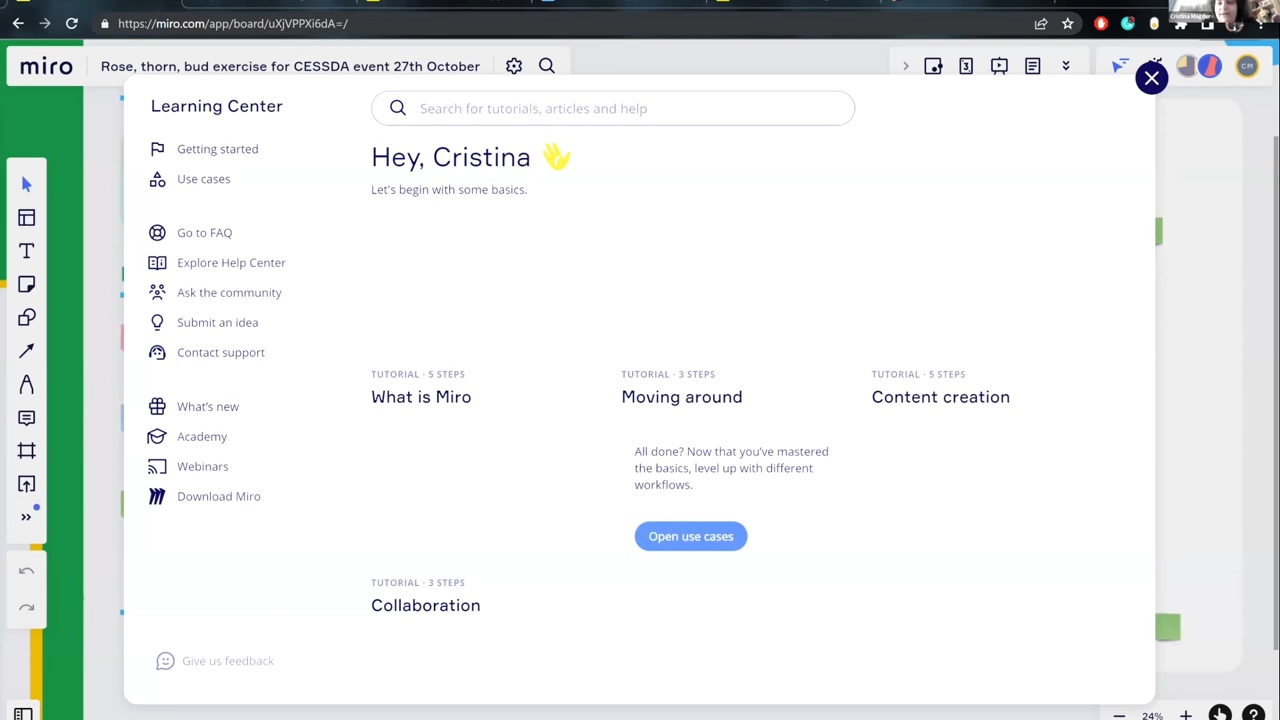 https://miro.com/app/board/uXjVPPXi6dA=/
miro
Rose, thorn, bud exercise for CESSDA event 27th October
3
CM
Learning Center
Search for tutorials, articles and help
Getting started
Use cases
Go to FAQ
Explore Help Center
Ask the community
Submit an idea
Contact support
What's new
Academy
Webinars
Download Miro
Give us feedback
Hey, Cristina
Let's begin with some basics.
TUTORIAL · 5 STEPS
What is Miro
TUTORIAL · 3 STEPS
Moving around
TUTORIAL · 5 STEPS
Content creation
All done? Now that you've mastered
the basics, level up with different
workflows.
Open use cases
TUTORIAL · 3 STEPS
Collaboration
24%